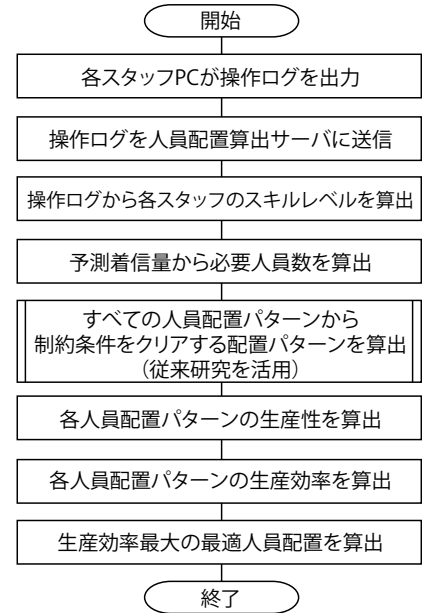 開始
各スタッフPCが操作ログを出力
操作ログを人員配置算出サーバに送信
操作ログから各スタッフのスキルレベルを算出
予測着信量から必要人員数を算出
すべての人員配置パターンから
制約条件をクリアする配置パターンを算出
(従来研究を活用)
各人員配置パターンの生産性を算出
各人員配置パターンの生産効率を算出
生産効率最大の最適人員配置を算出
終了